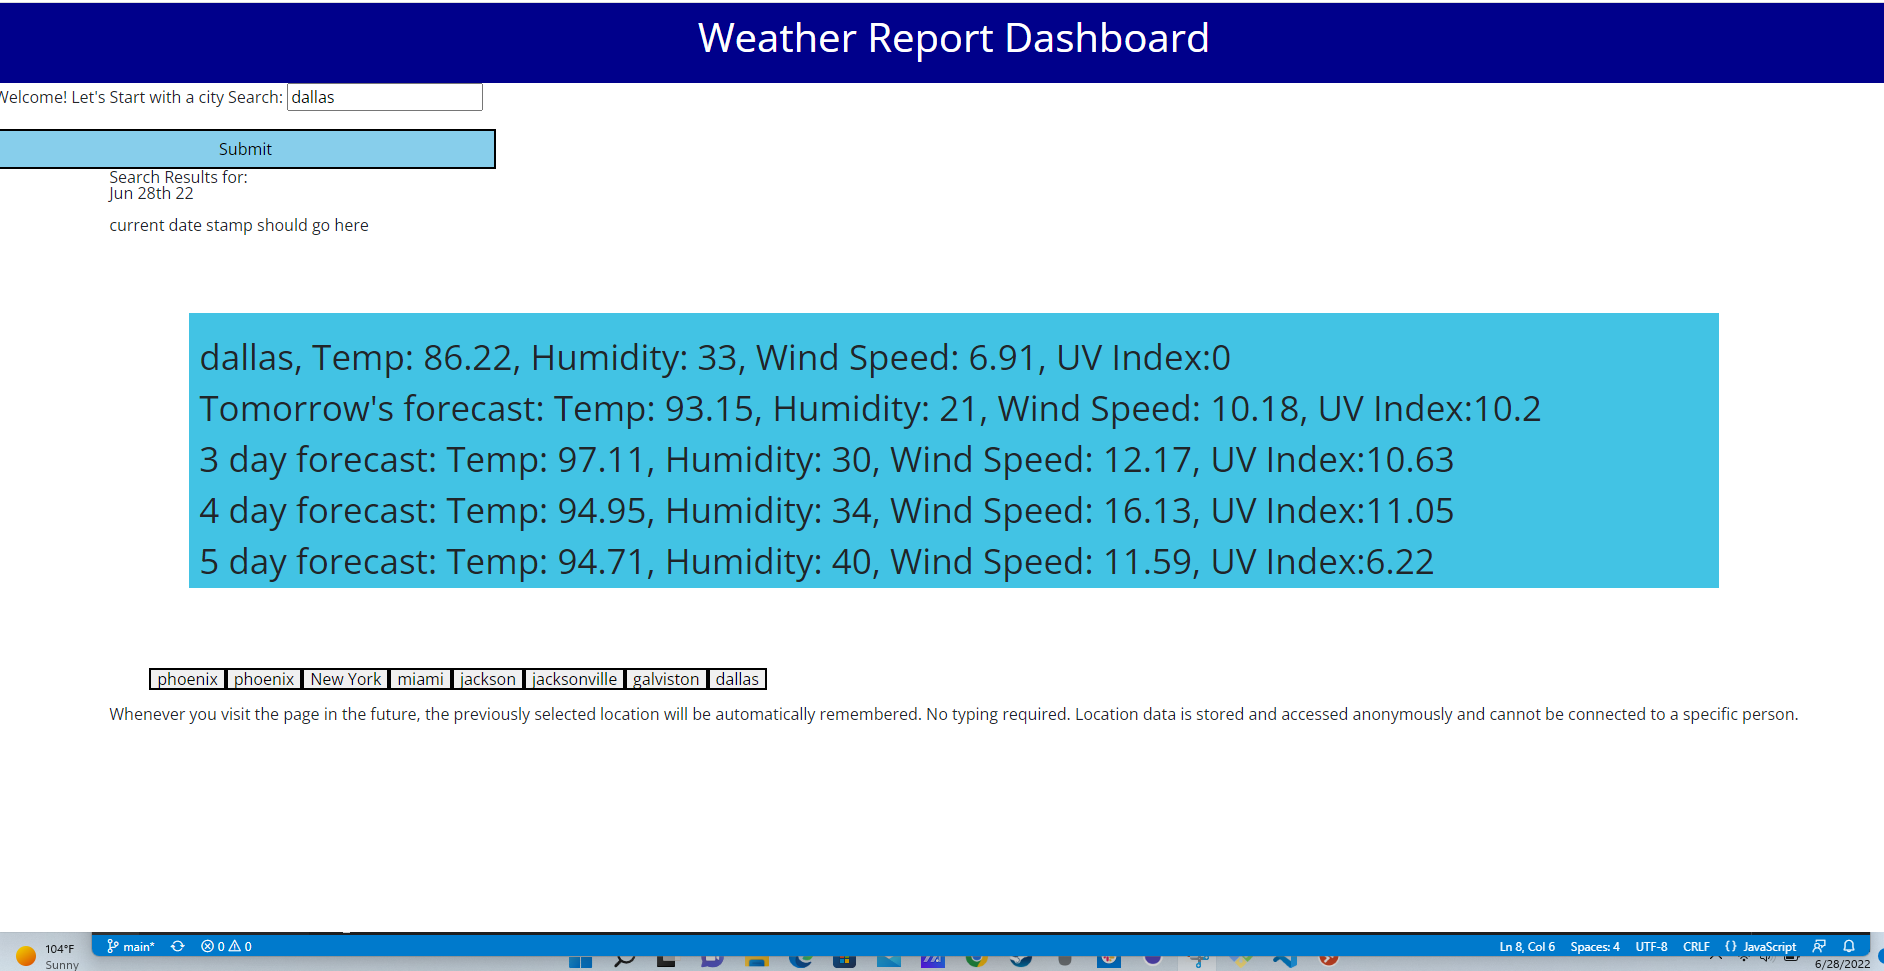 Weather Report Dashboard
Welcome! Let's Start with a city Search: dallas
Submit
Search Results for:
Jun 28th 22
current date stamp should go here
dallas, Temp: 86.22, Humidity: 33, Wind Speed: 6.91, UV Index:0
Tomorrow's forecast: Temp: 93.15, Humidity: 21, Wind Speed: 10.18, UV Index:10.2
3 day forecast: Temp: 97.11, Humidity: 30, Wind Speed: 12.17, UV Index:10.63
4 day forecast: Temp: 94.95, Humidity: 34, Wind Speed: 16.13, UV Index:11.05
5 day forecast: Temp: 94.71, Humidity: 40, Wind Speed: 11.59, UV Index:6.22
phoenix phoenix New York miami jackson jacksonville galviston dallas
Whenever you visit the page in the future, the previously selected location will be automatically remembered. No typing required. Location data is stored and accessed anonymously and cannot be connected to a specific person.
main* 0 0 Ln 8, Col 6 Spaces: 4 UTF-8 CRLF {} JavaScript
104°F
Sunny
6/28/2022